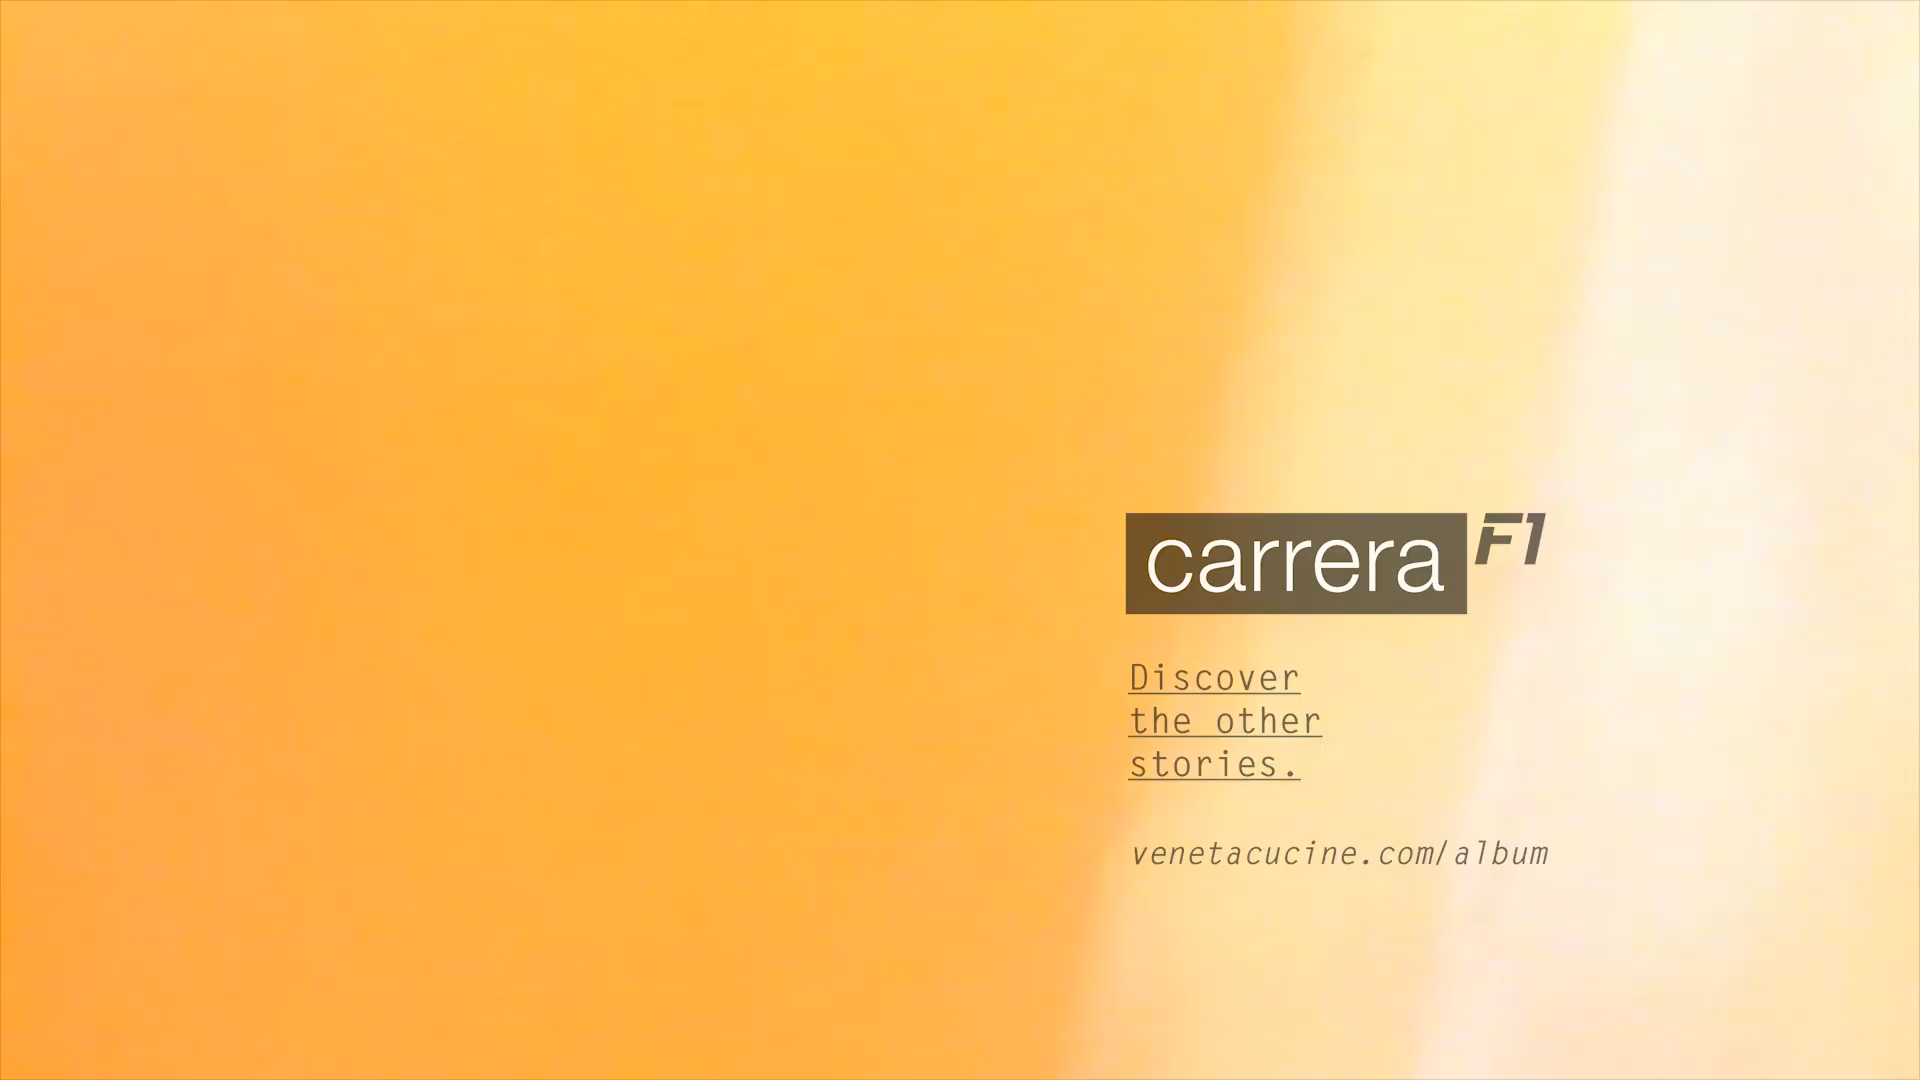 carrera F1
Discover
the other
stories.
venetacucine.com/album